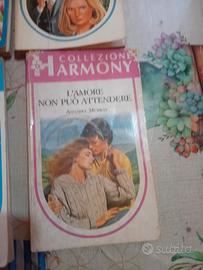 COLLEZIONE
HARMONY
L'AMORE
NON PUÒ ATTENDERE
subito